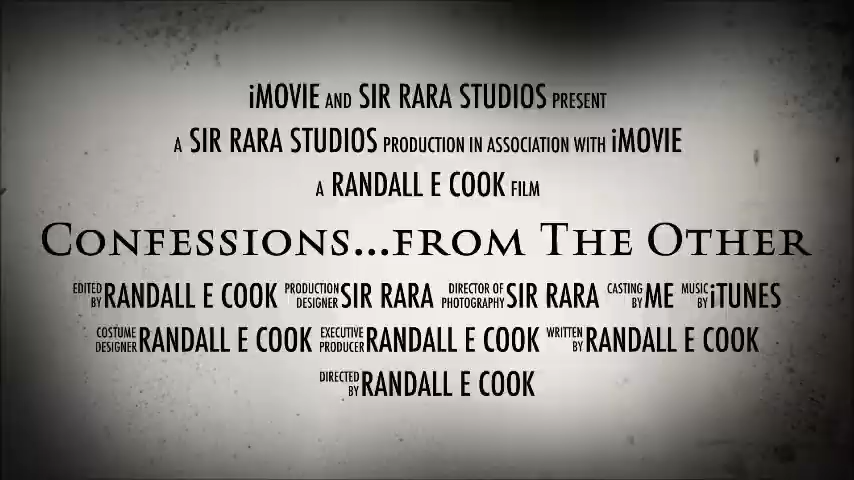 iMOVIE AND SIR RARA STUDIOS PRESENT
A SIR RARA STUDIOS PRODUCTION IN ASSOCIATION WITH iMOVIE
A RANDALL E COOK FILM
CONFESSIONS...FROM THE OTHER
EDITED BY RANDALL E COOK PRODUCTION DESIGNER SIR RARA DIRECTOR OF PHOTOGRAPHY SIR RARA CASTING BY ME MUSIC BY iTUNES
COSTUME DESIGNER RANDALL E COOK EXECUTIVE PRODUCER RANDALL E COOK WRITTEN BY RANDALL E COOK
DIRECTED BY RANDALL E COOK